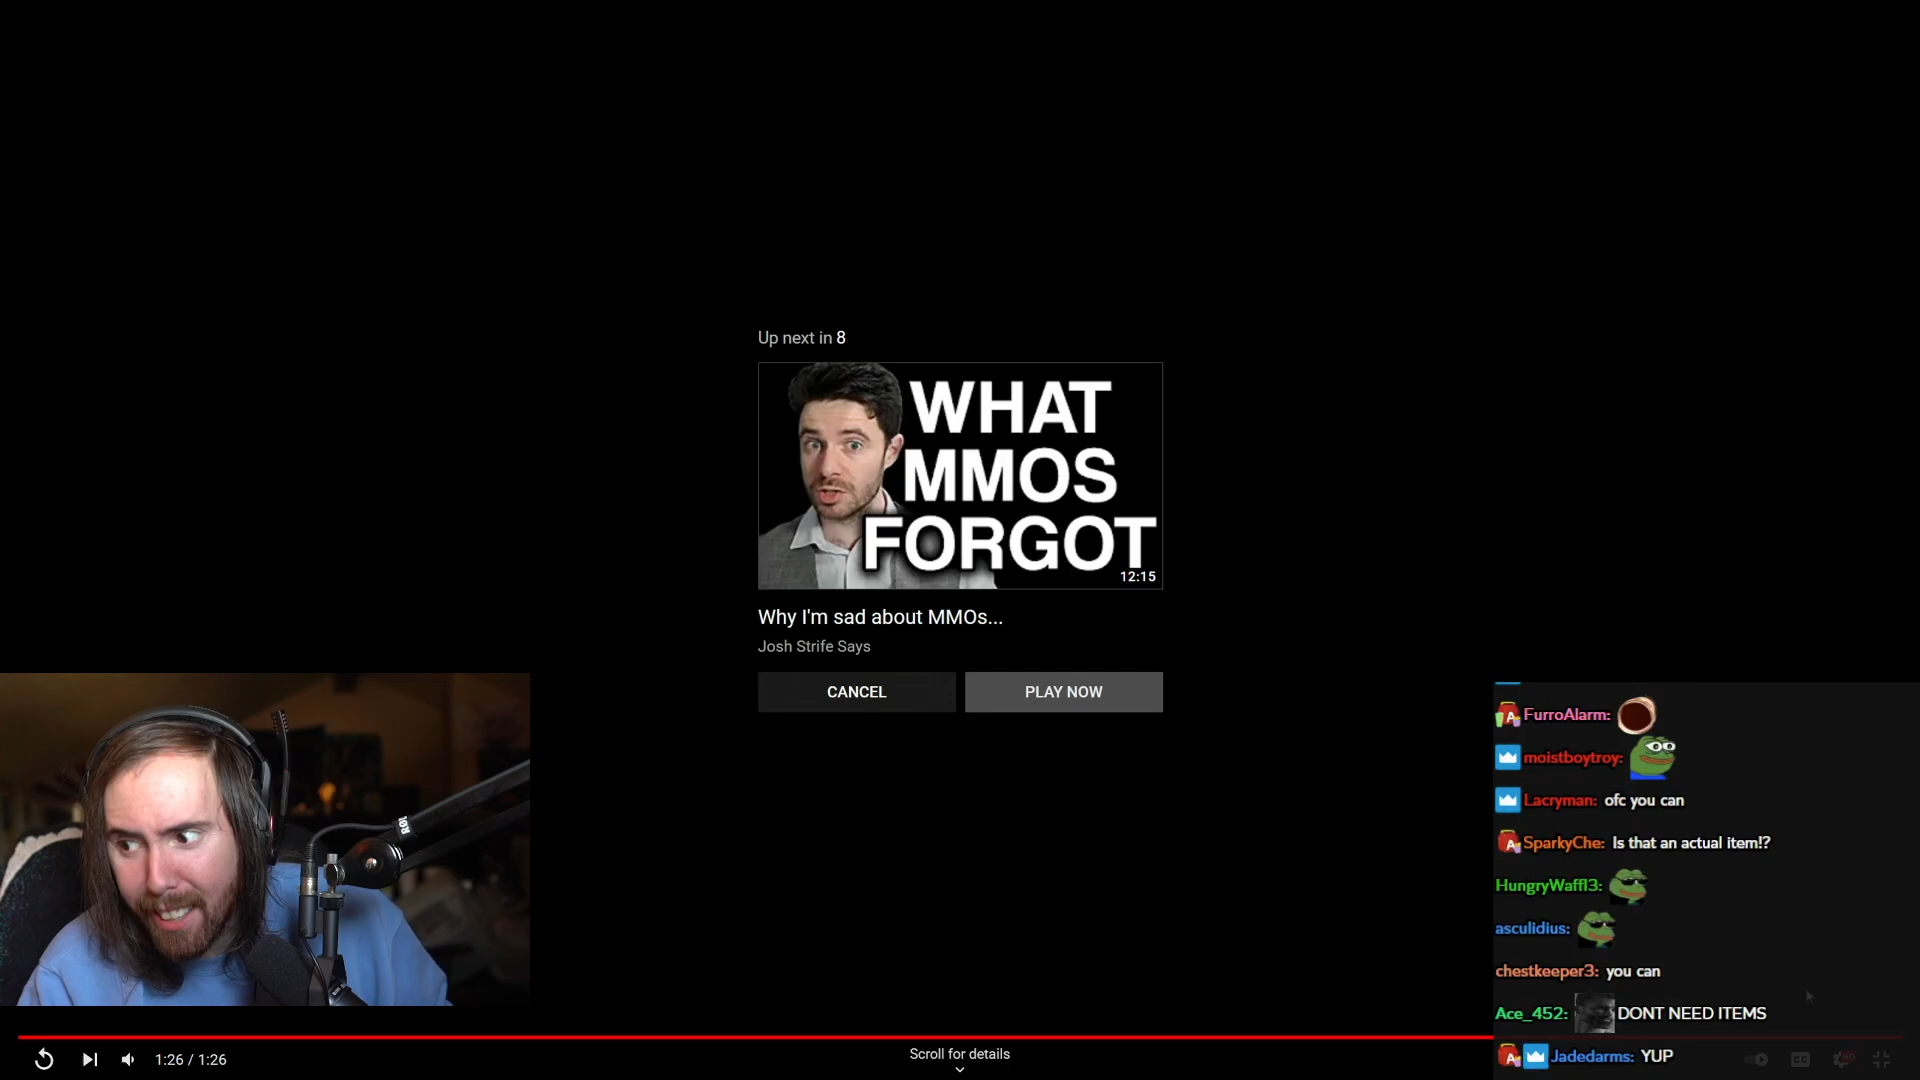 Up next in 8
WHAT
MMOS
FORGOT
12:15
Why I'm sad about MMOs...
Josh Strife Says
CANCEL
PLAY NOW
FurroAlarm:
moistboytroy:
Lacryman: ofc you can
SparkyChe: Is that an actual item!?
HungryWaffl3:
asculidius:
chestkeeper3: you can
Ace_452: DONT NEED ITEMS
Jadedarms: YUP
1:26 / 1:26
Scroll for details